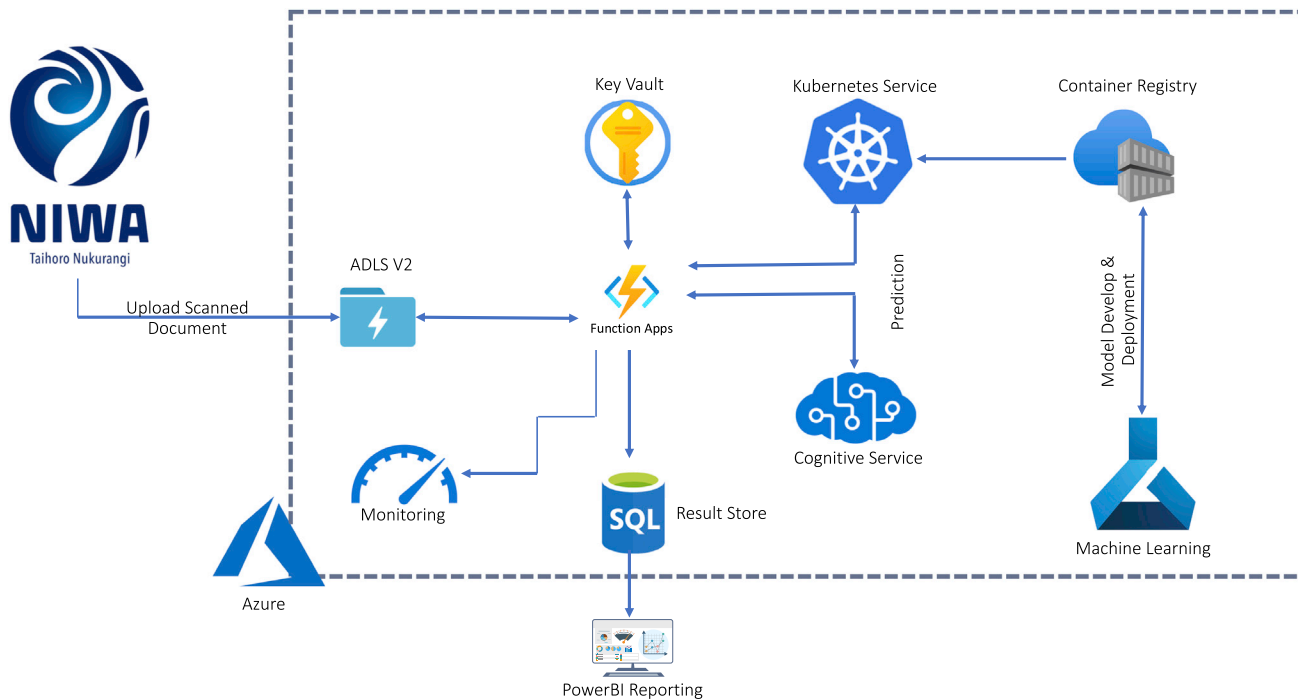 Key Vault
Kubernetes Service
Container Registry
NIWA
Taihoro Nukurangi
ADLS V2
Upload Scanned
Document
Function Apps
Prediction
Model Develop &
Deployment
Cognitive Service
Monitoring
SQL
Result Store
Machine Learning
Azure
PowerBI Reporting